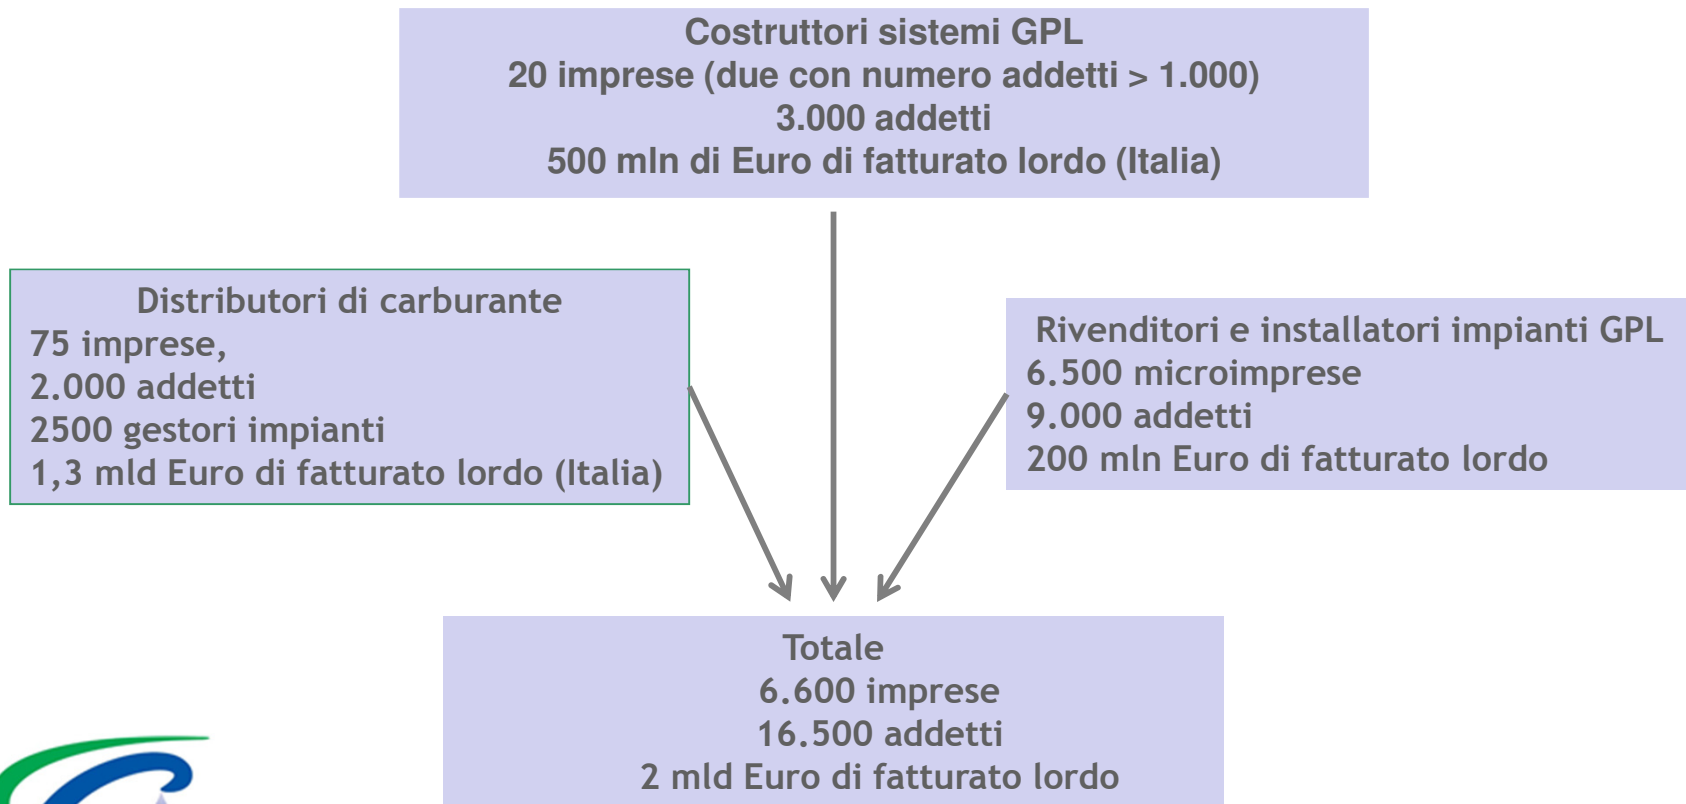 Costruttori sistemi GPL
20 imprese (due con numero addetti > 1.000)
3.000 addetti
500 mln di Euro di fatturato lordo (Italia)
Distributori di carburante
75 imprese,
2.000 addetti
2500 gestori impianti
1,3 mld Euro di fatturato lordo (Italia)
Rivenditori e installatori impianti GPL
6.500 microimprese
9.000 addetti
200 mln Euro di fatturato lordo
Totale
6.600 imprese
16.500 addetti
2 mld Euro di fatturato lordo